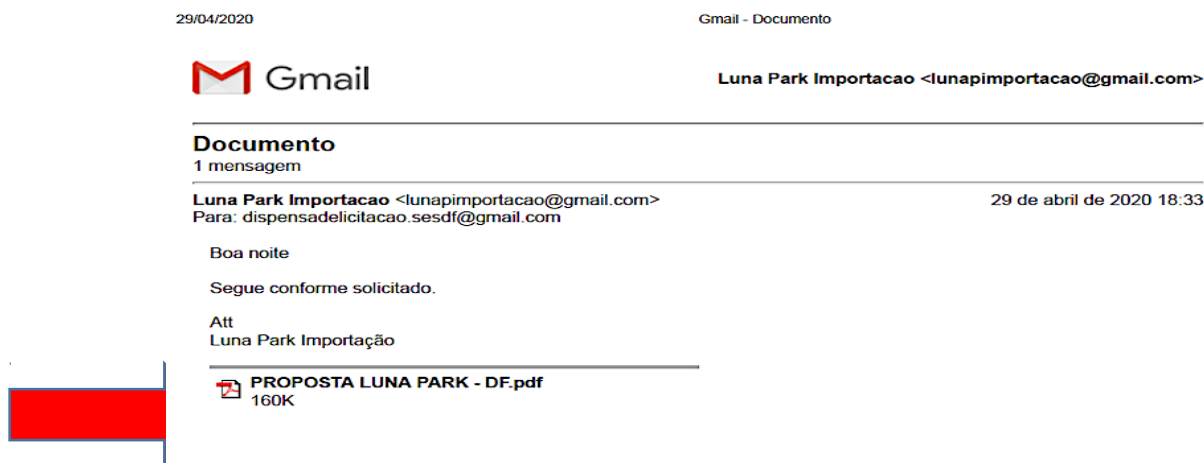 29/04/2020 Gmail - Documento
Gmail Luna Park Importacao <lunapimportacao@gmail.com>
Documento
1 mensagem
Luna Park Importacao <lunapimportacao@gmail.com> 29 de abril de 2020 18:33
Para: dispensadelicitacao.sesdf@gmail.com
Boa noite
Segue conforme solicitado.
Att
Luna Park Importação
PROPOSTA LUNA PARK - DF.pdf
160K